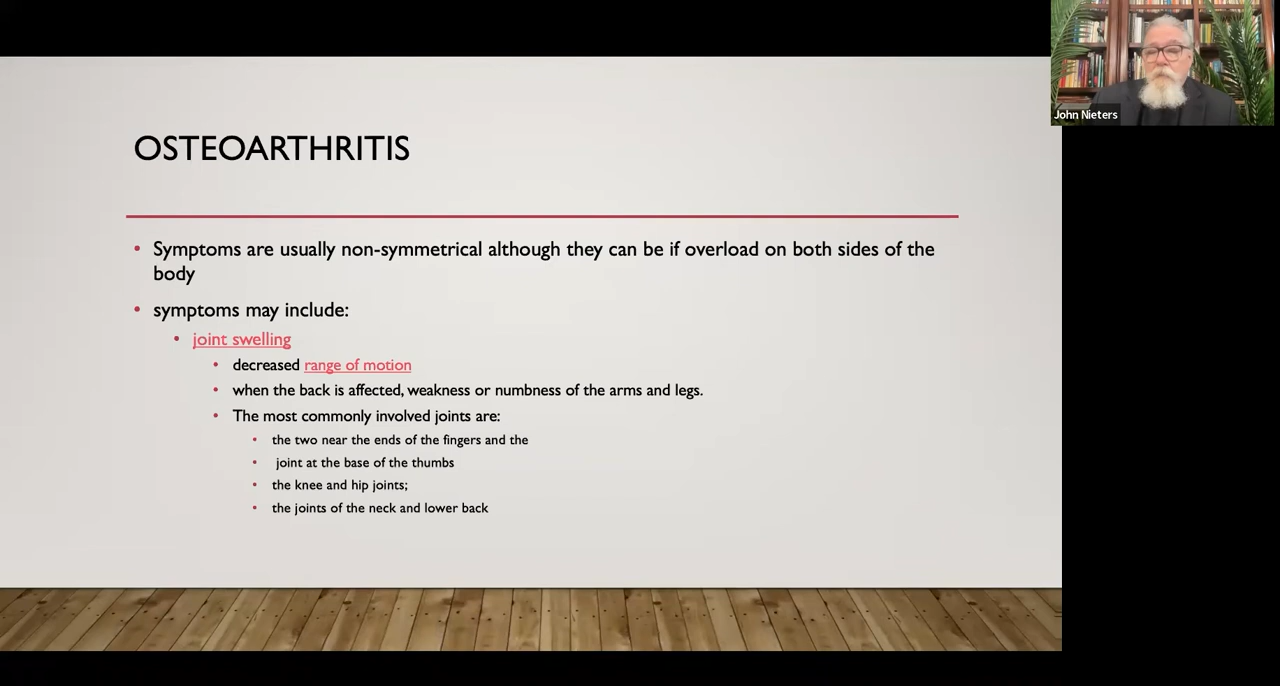 OSTEOARTHRITIS
• Symptoms are usually non-symmetrical although they can be if overload on both sides of the
body
• symptoms may include:
• joint swelling
• decreased range of motion
• when the back is affected, weakness or numbness of the arms and legs.
• The most commonly involved joints are:
• the two near the ends of the fingers and the
• joint at the base of the thumbs
• the knee and hip joints;
• the joints of the neck and lower back
John Nieters